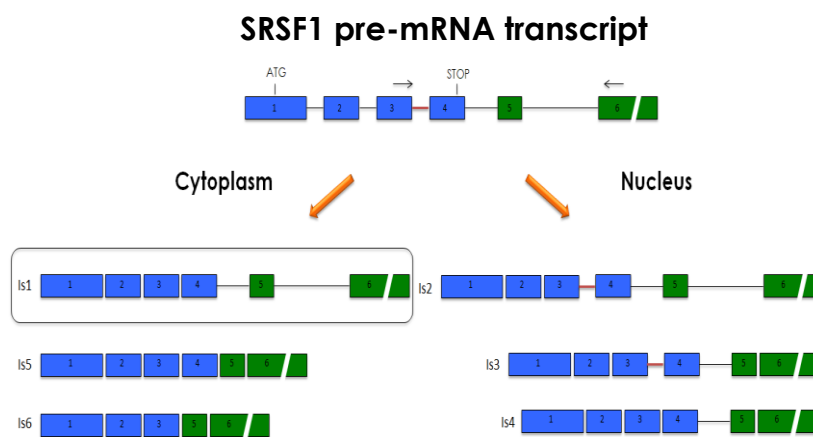 SRSF1 pre-mRNA transcript
ATG STOP
1 2 3 4 5 6
Cytoplasm Nucleus
Is1 1 2 3 4 5 6
Is2 1 2 3 4 5 6
Is5 1 2 3 4 5 6
Is3 1 2 3 4 5 6
Is6 1 2 3 5 6
Is4 1 2 3 4 5 6